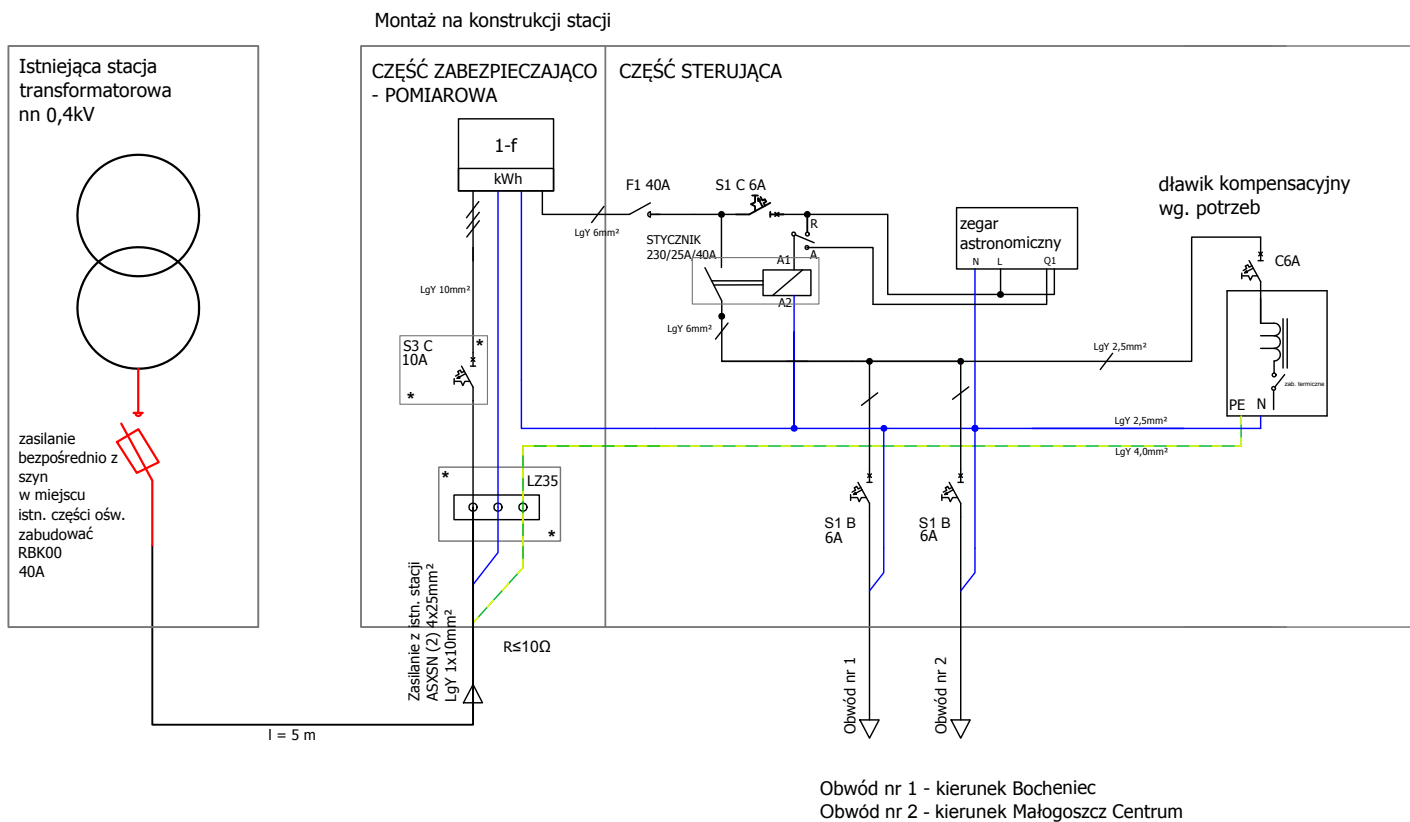 Montaż na konstrukcji stacji
Istniejąca stacja
transformatorowa
nn 0,4kV
CZĘŚĆ ZABEZPIECZAJĄCO
- POMIAROWA
CZĘŚĆ STERUJĄCA
1-f
kWh
F1 40A
S1 C 6A
LgY 6mm²
STYCZNIK
230/25A/40A
R
A
A1
A2
zegar
astronomiczny
N L Q1
dławik kompensacyjny
wg. potrzeb
C6A
LgY 10mm²
LgY 6mm²
LgY 2,5mm²
S3 C
10A
*
*
zab. termiczne
PE N
LgY 2,5mm²
LgY 4,0mm²
zasilanie
bezpośrednio z
szyn
w miejscu
istn. części ośw.
zabudować
RBK00
40A
*
LZ35
*
S1 B
6A
S1 B
6A
Zasilanie z istn. stacji
ASXSN (2) 4x25mm²
LgY 1x10mm²
R≤10Ω
Obwód nr 1
Obwód nr 2
l = 5 m
Obwód nr 1 - kierunek Bocheniec
Obwód nr 2 - kierunek Małogoszcz Centrum